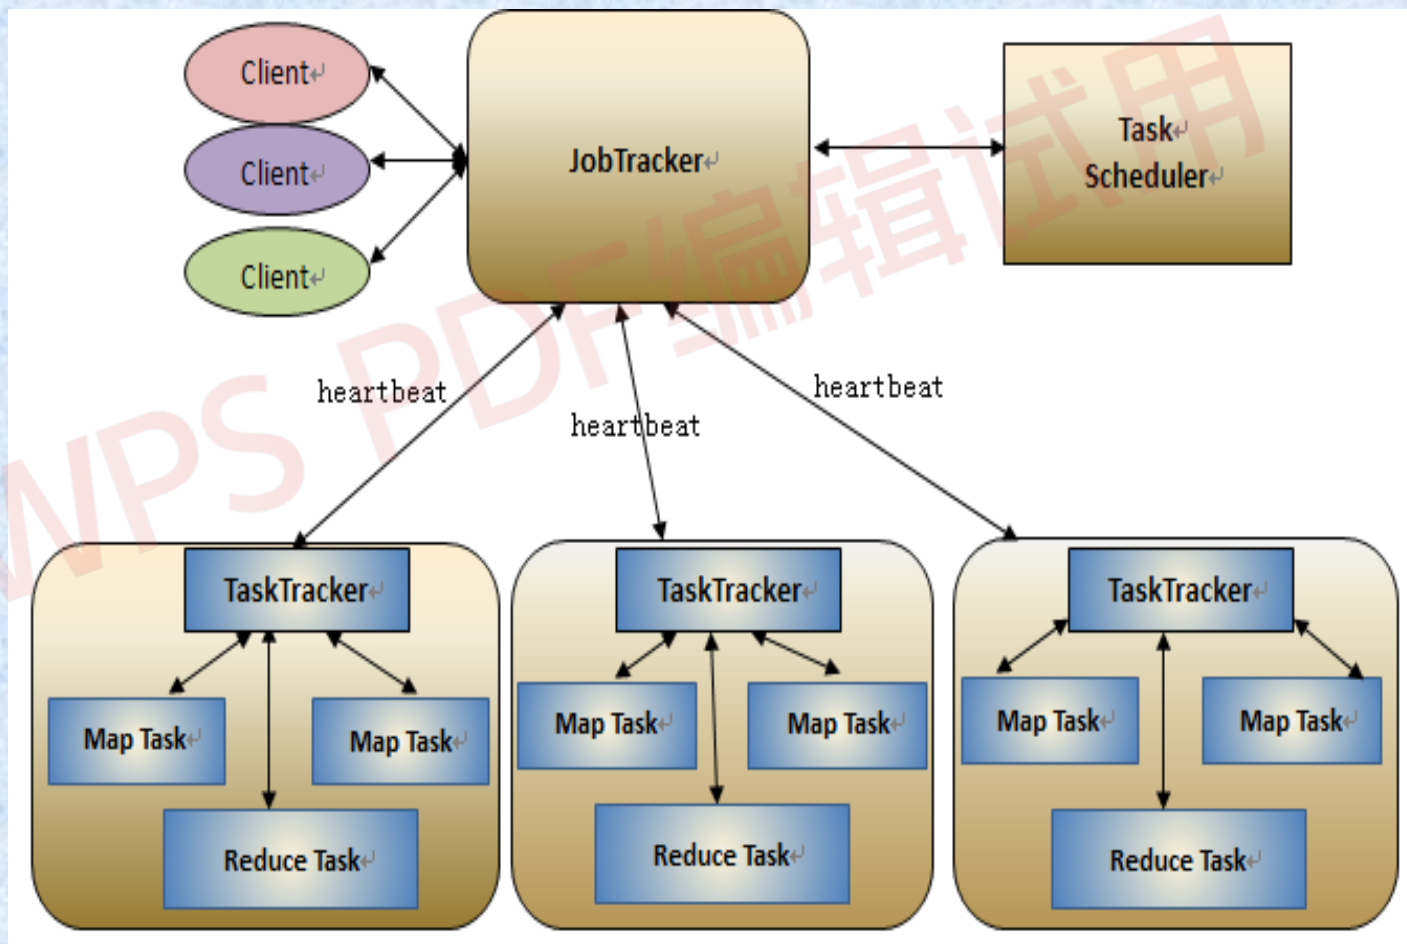 Client↵
Client↵
Client↵
JobTracker↵
Task↵
Scheduler↵
heartbeat
heartbeat
heartbeat
TaskTracker↵
Map Task↵
Map Task↵
Reduce Task↵
TaskTracker↵
Map Task↵
Map Task↵
Reduce Task↵
TaskTracker↵
Map Task↵
Map Task↵
Reduce Task↵
WPS PDF编辑试用